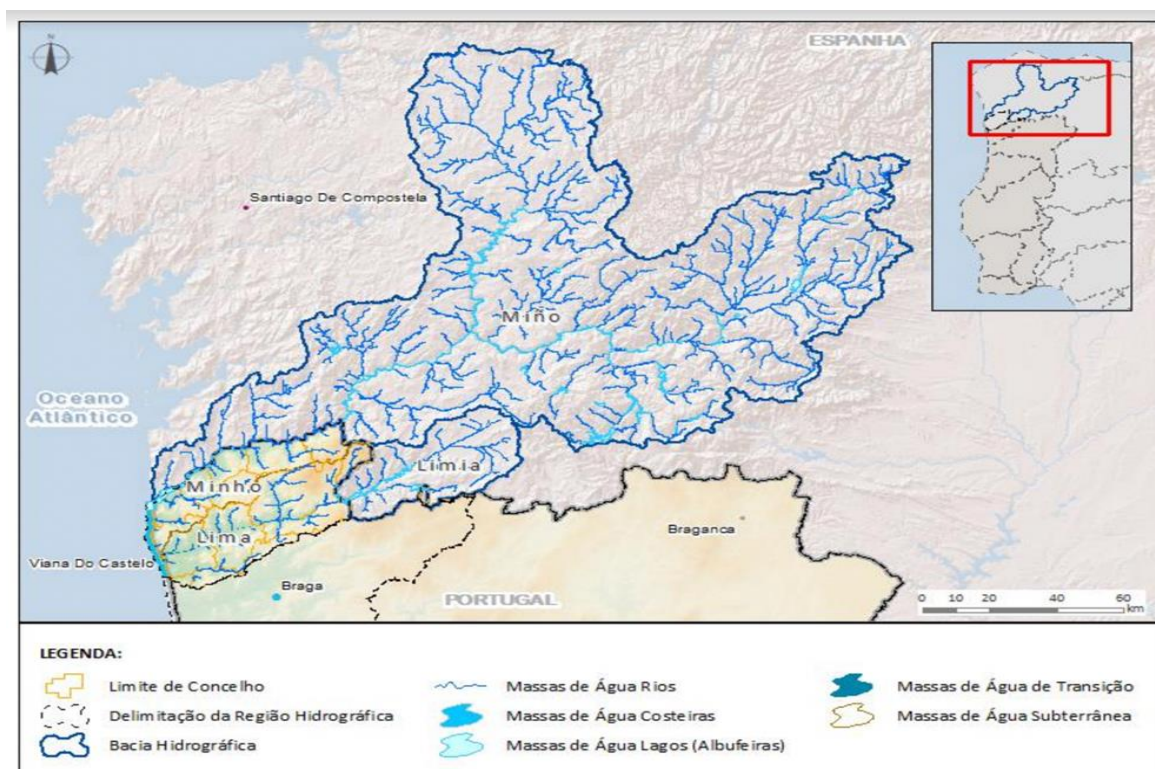 N
ESPANHA
Santiago De Compostela
Miño
Oceano
Atlântico
Limia
Minho
Lima
Braganca
Viana Do Castelo
Braga
PORTUGAL
0 10 20 40 60
km
LEGENDA:
Limite de Concelho
Delimitação da Região Hidrográfica
Bacia Hidrográfica
Massas de Água Rios
Massas de Água Costeiras
Massas de Água Lagos (Albufeiras)
Massas de Água de Transição
Massas de Água Subterrânea